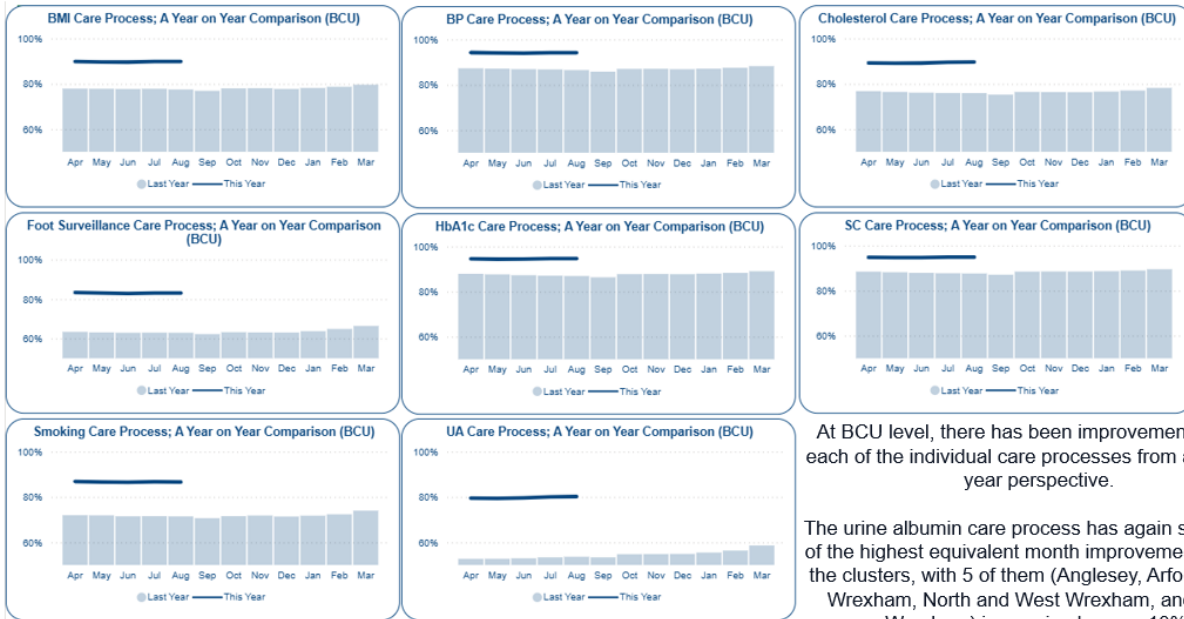 BMI Care Process; A Year on Year Comparison (BCU)
100%
80%
60%
Apr May Jun Jul Aug Sep Oct Nov Dec Jan Feb Mar
Last Year This Year
BP Care Process; A Year on Year Comparison (BCU)
100%
80%
60%
Apr May Jun Jul Aug Sep Oct Nov Dec Jan Feb Mar
Last Year This Year
Cholesterol Care Process; A Year on Year Comparison (BCU)
100%
80%
60%
Apr May Jun Jul Aug Sep Oct Nov Dec Jan Feb Mar
Last Year This Year
Foot Surveillance Care Process; A Year on Year Comparison
(BCU)
100%
80%
60%
Apr May Jun Jul Aug Sep Oct Nov Dec Jan Feb Mar
Last Year This Year
HbA1c Care Process; A Year on Year Comparison (BCU)
100%
80%
60%
Apr May Jun Jul Aug Sep Oct Nov Dec Jan Feb Mar
Last Year This Year
SC Care Process; A Year on Year Comparison (BCU)
100%
80%
60%
Apr May Jun Jul Aug Sep Oct Nov Dec Jan Feb Mar
Last Year This Year
Smoking Care Process; A Year on Year Comparison (BCU)
100%
80%
60%
Apr May Jun Jul Aug Sep Oct Nov Dec Jan Feb Mar
Last Year This Year
UA Care Process; A Year on Year Comparison (BCU)
100%
80%
60%
Apr May Jun Jul Aug Sep Oct Nov Dec Jan Feb Mar
Last Year This Year
At BCU level, there has been
each of the individual care processes from
year perspective.
The urine albumin care process has again
of the highest equivalent month
the clusters, with 5 of them (Anglesey,
Wrexham, North and West Wrexham,